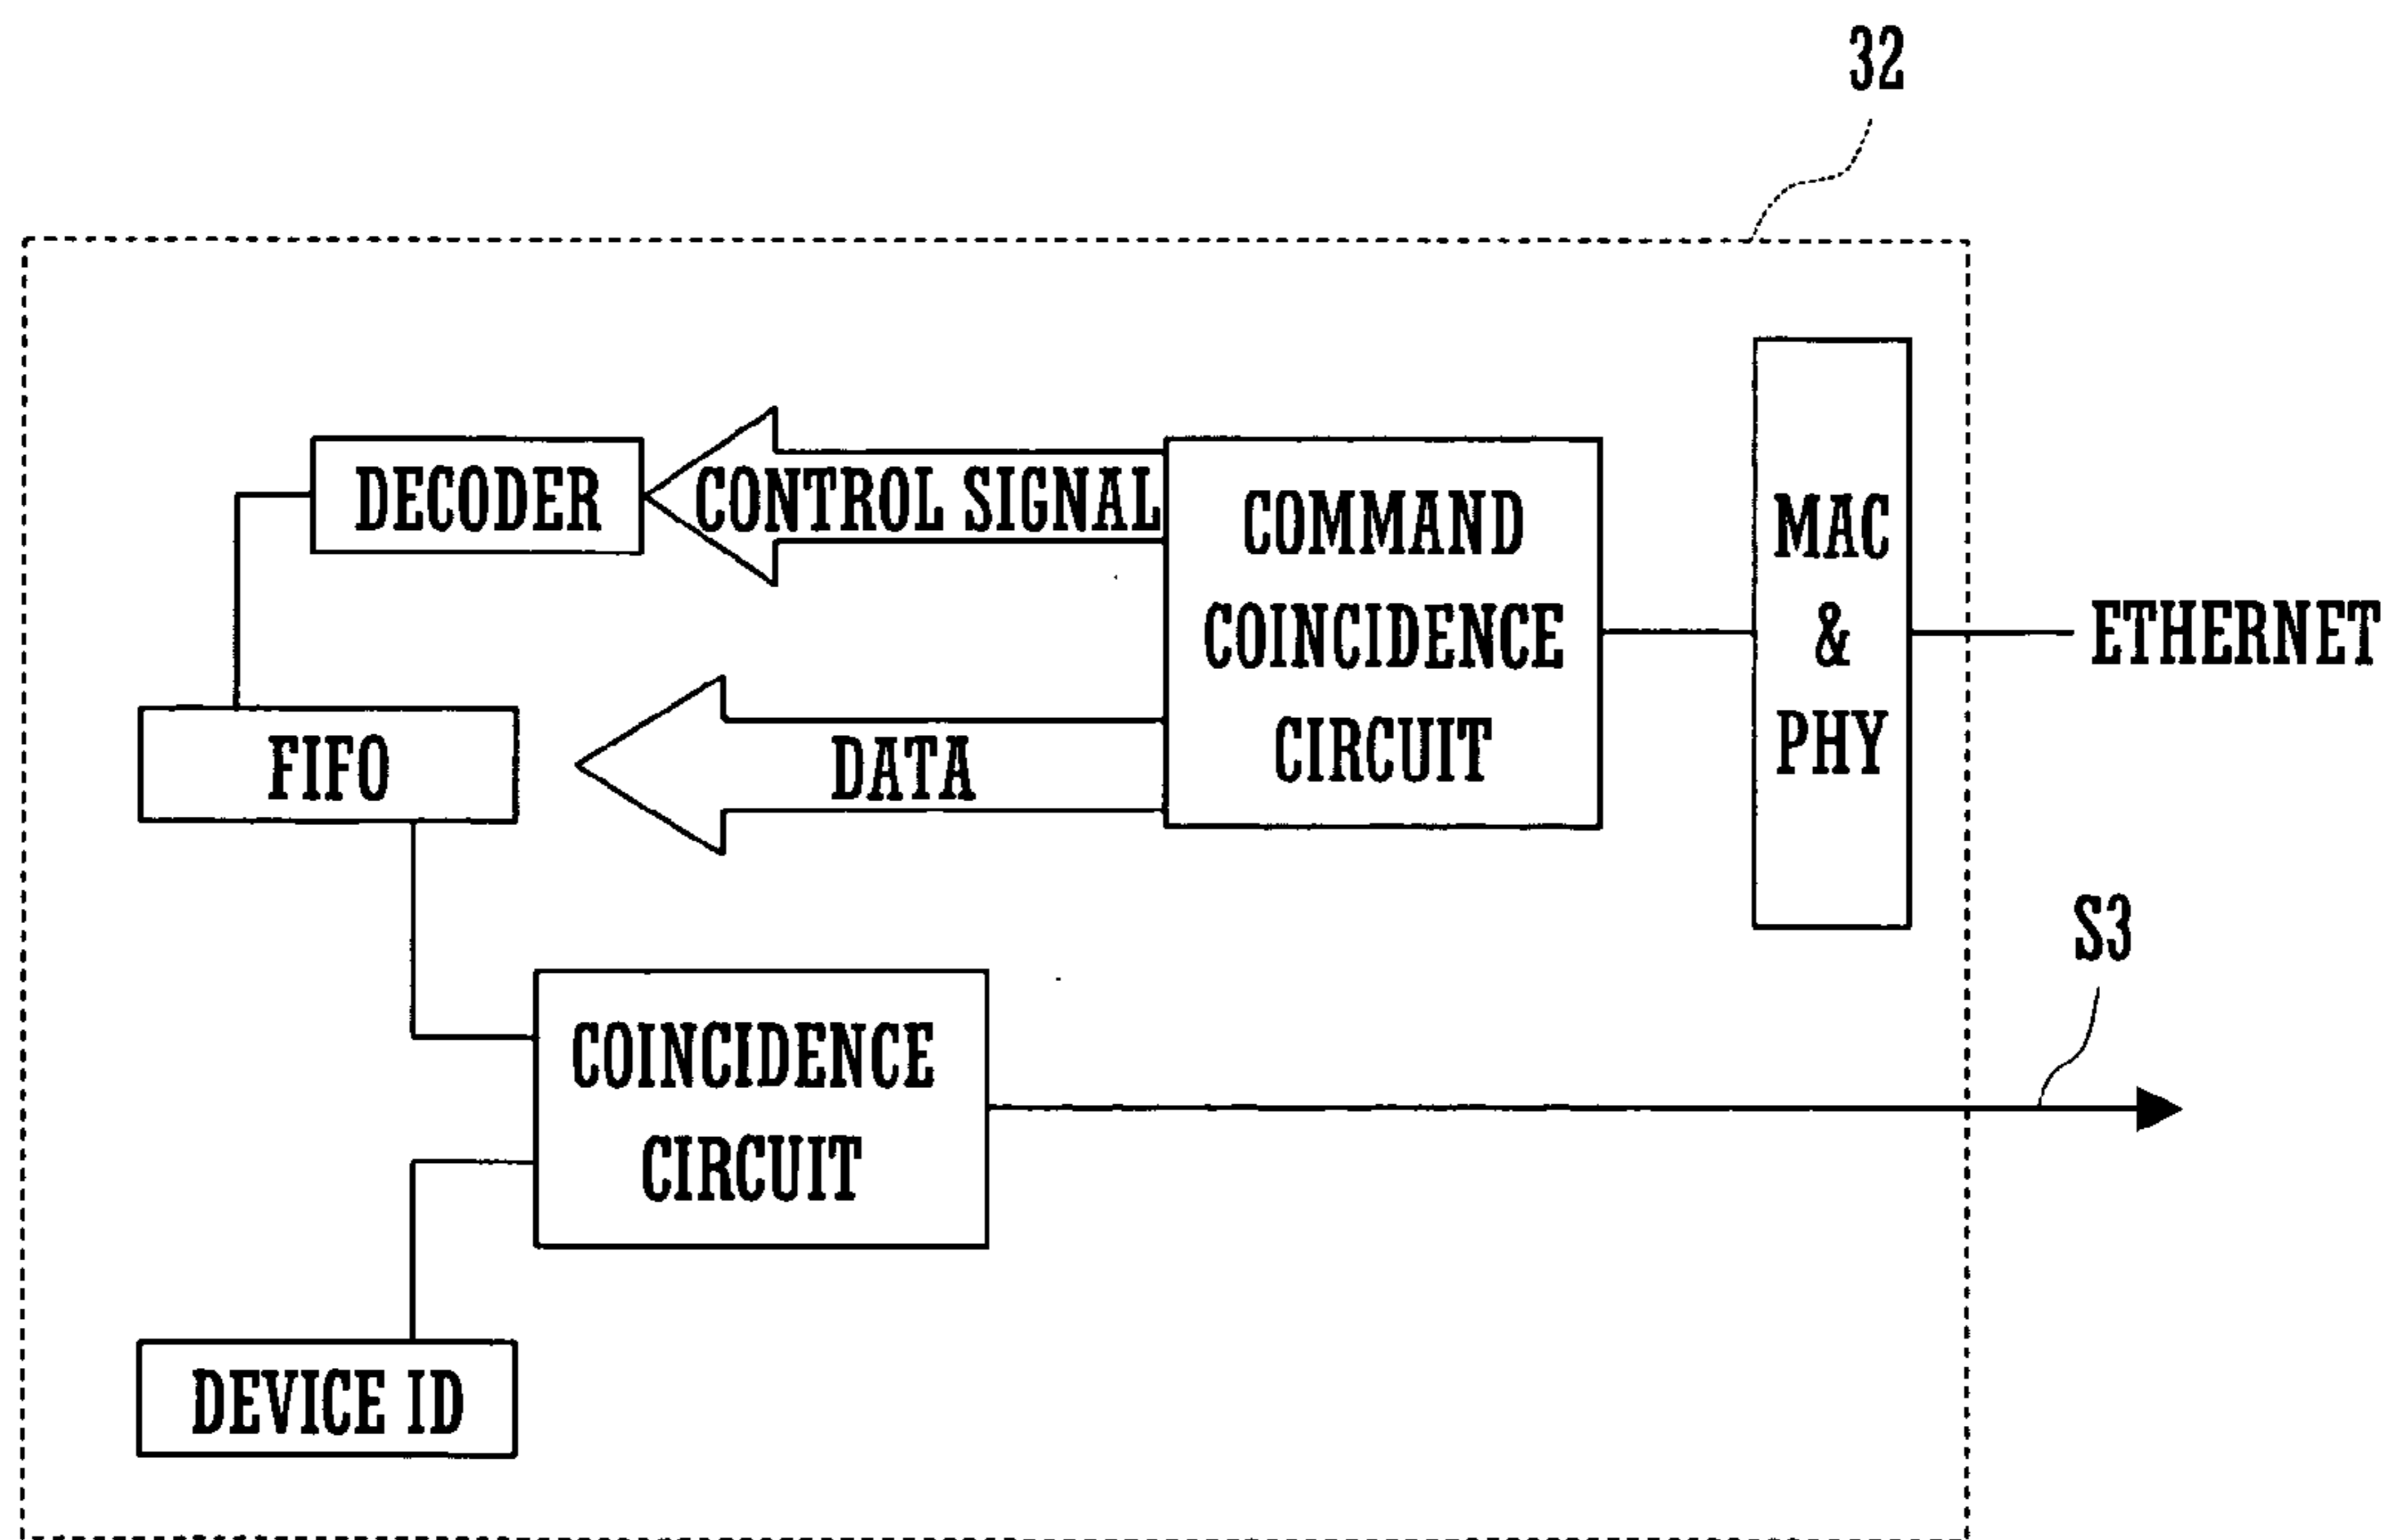 32
DECODER
CONTROL SIGNAL
COMMAND
COINCIDENCE
CIRCUIT
MAC
&
PHY
ETHERNET
FIFO
DATA
S3
COINCIDENCE
CIRCUIT
DEVICE ID